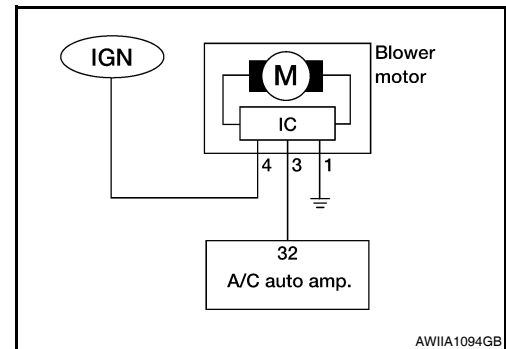 IGN
Blower
motor
M
IC
4 3 1
32
A/C auto amp.
AWIIA1094GB